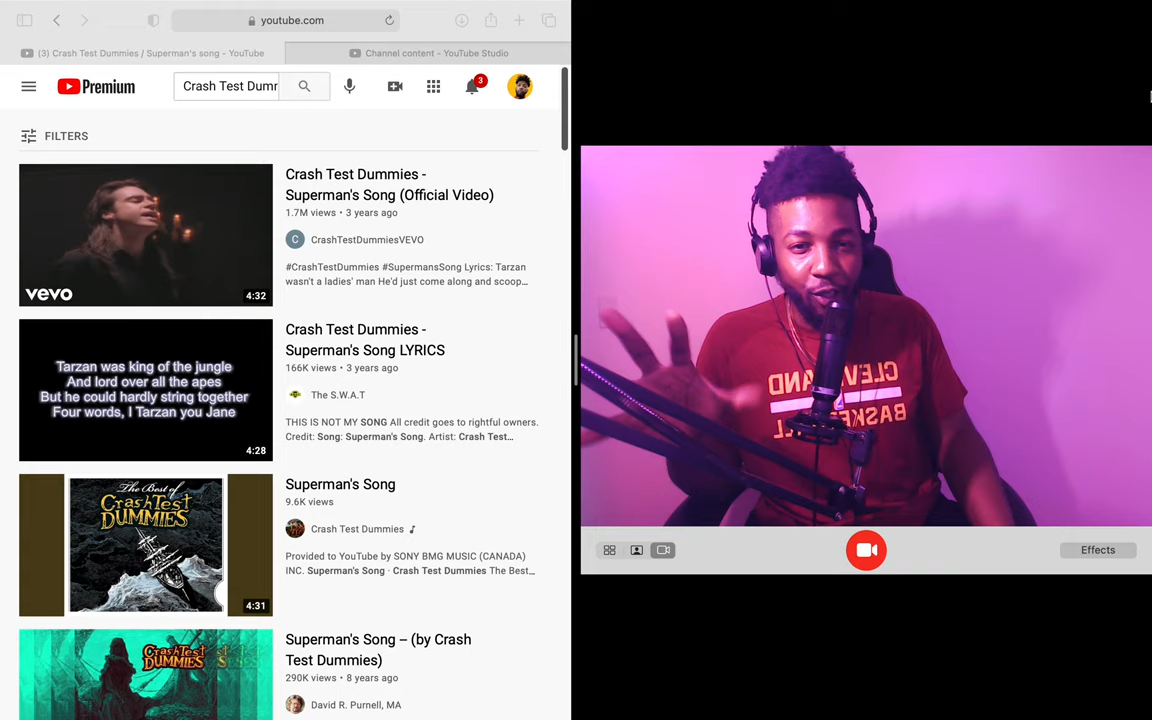 youtube.com
(3) Crash Test Dummies / Superman's song - YouTube
Channel content - YouTube Studio
Premium
Crash Test Dumr
3
FILTERS
Crash Test Dummies -
Superman's Song (Official Video)
1.7M views • 3 years ago
C
CrashTestDummiesVEVO
#CrashTestDummies #SupermansSong Lyrics: Tarzan
wasn't a ladies' man He'd just come along and scoop...
vevo
4:32
Tarzan was king of the jungle
And lord over all the apes
But he could hardly string together
Four words, I Tarzan you Jane
4:28
Crash Test Dummies -
Superman's Song LYRICS
166K views • 3 years ago
The S.W.A.T
THIS IS NOT MY SONG All credit goes to rightful owners.
Credit: Song: Superman's Song. Artist: Crash Test...
The Best of
CRASH TEST
DUMMIES
4:31
Superman's Song
9.6K views
Crash Test Dummies
Provided to YouTube by SONY BMG MUSIC (CANADA)
INC. Superman's Song · Crash Test Dummies The Best...
CRASH TEST
DUMMIES
Superman's Song – (by Crash
Test Dummies)
290K views • 8 years ago
David R. Purnell, MA
CLEVELAND
BASKETBALL
Effects